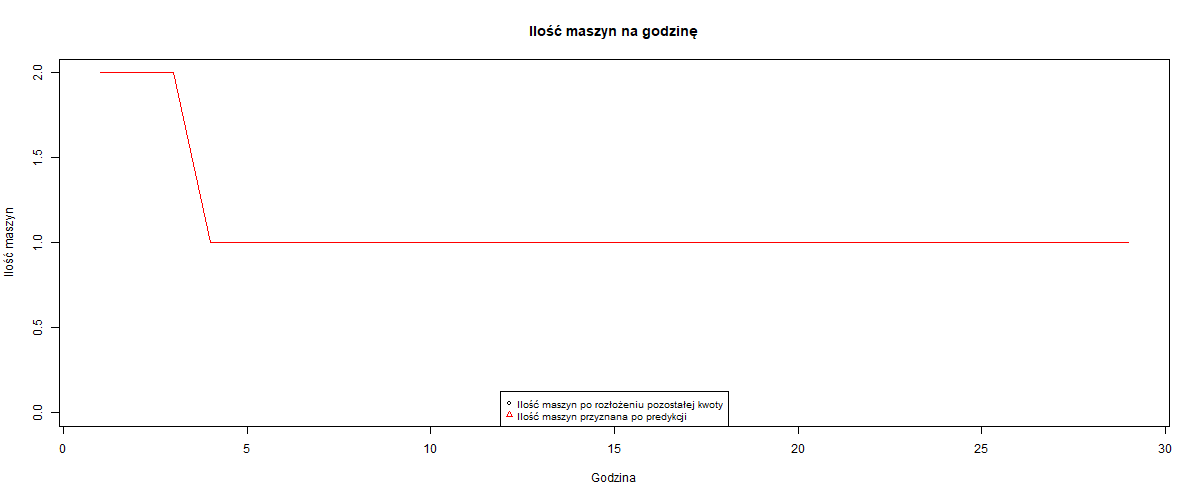 Ilość maszyn na godzinę
Ilość maszyn
2.0
1.5
1.0
0.5
0.0
Ilość maszyn po rozłożeniu pozostałej kwoty
Ilość maszyn przyznana po predykcji
0 5 10 15 20 25 30
Godzina